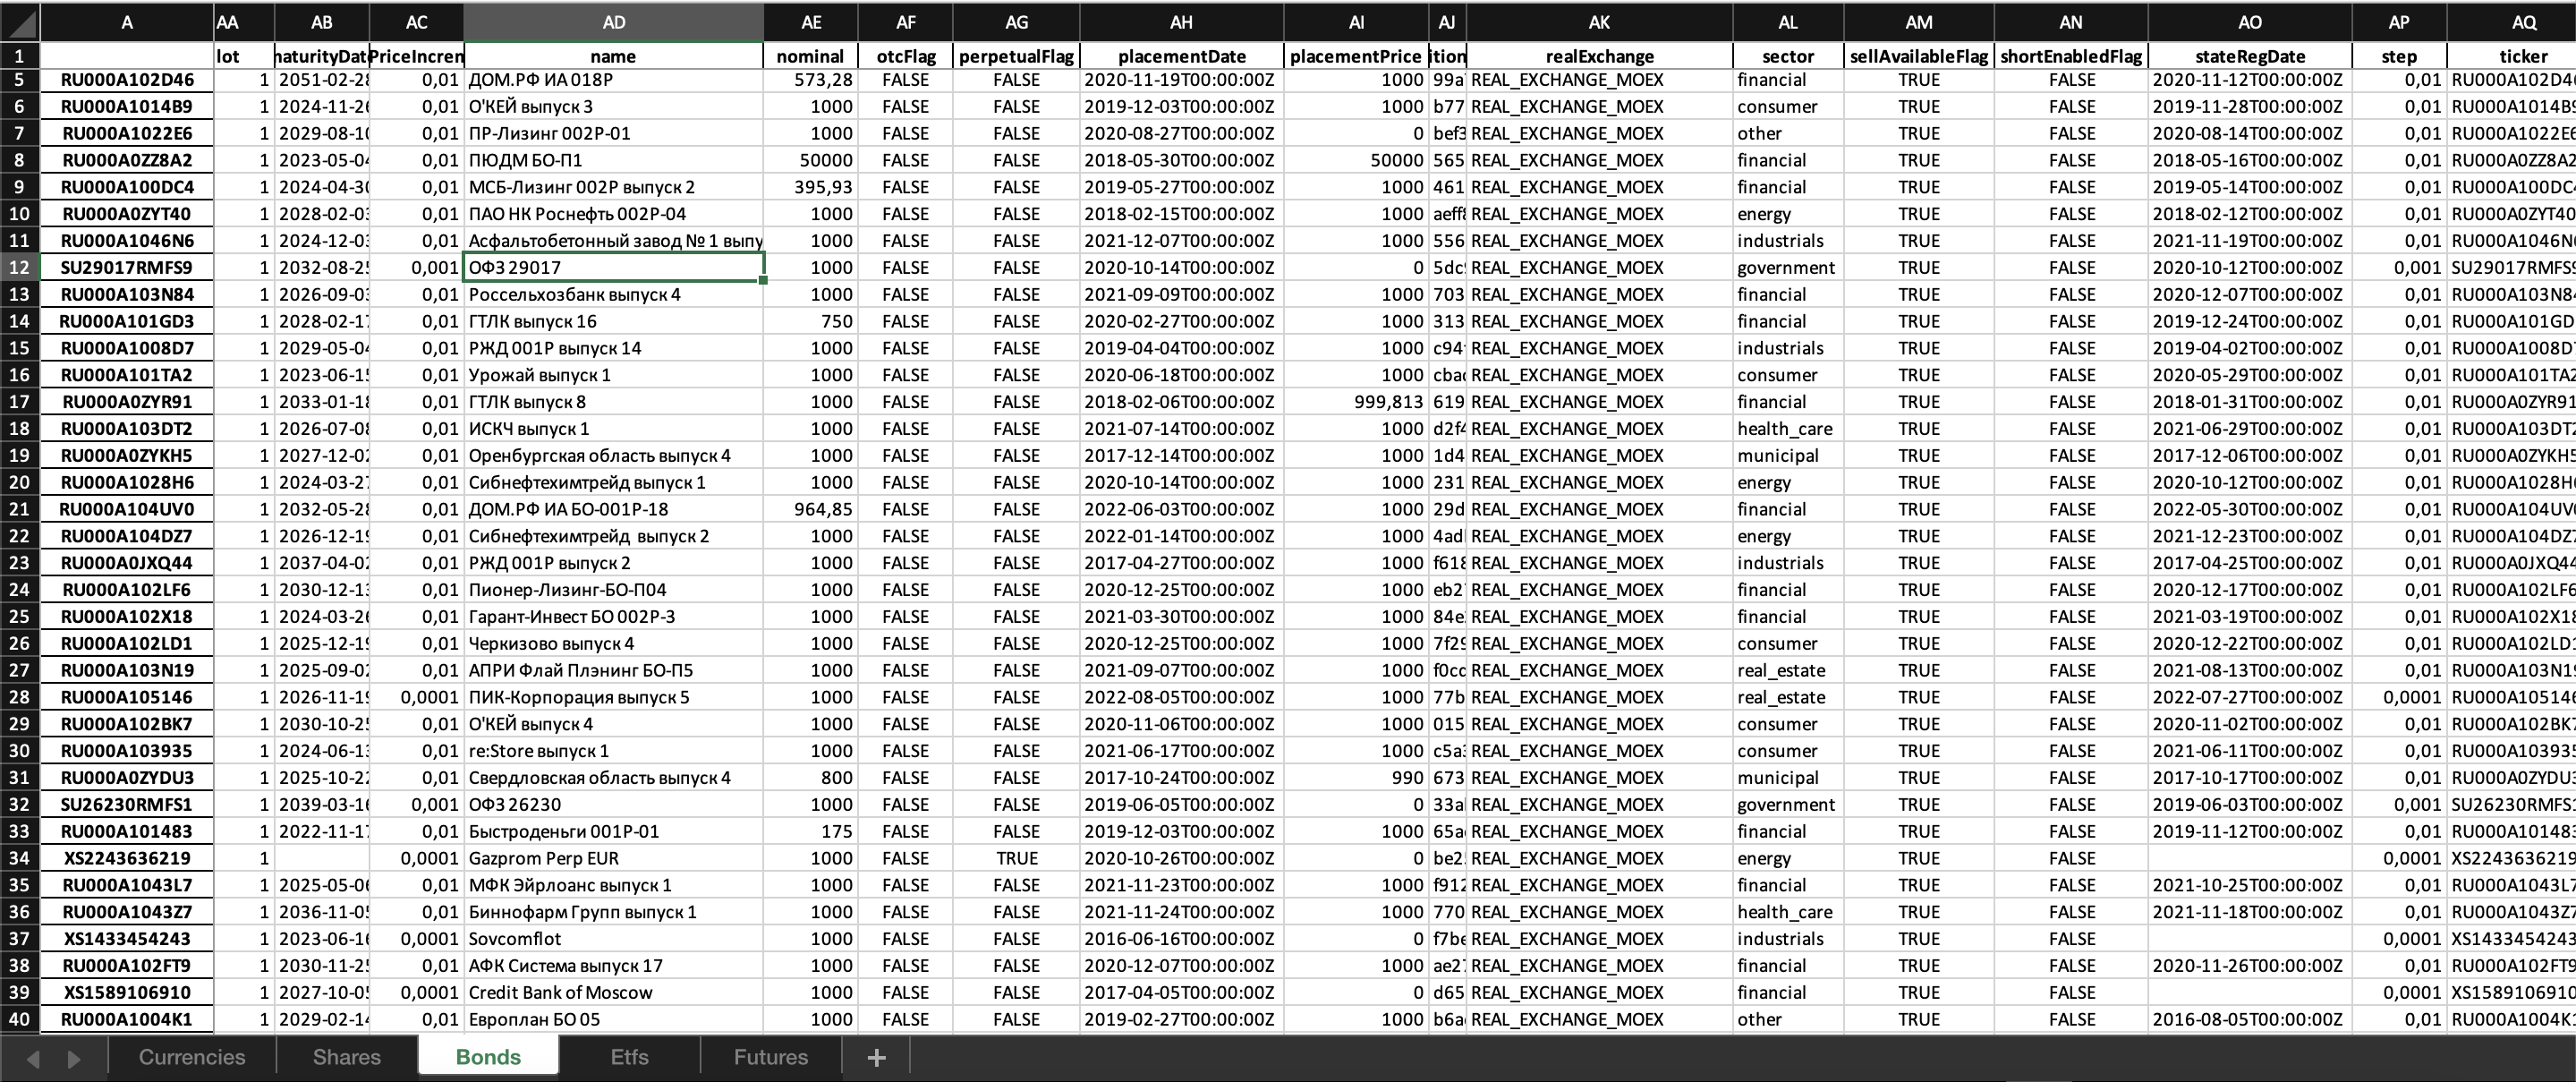 A AA AB AC AD AE AF AG AH AI AJ AK AL AM AN AO AP AQ
1 lot naturityDat PriceIncren name nominal otcFlag perpetualFlag placementDate placementPrice ition realExchange sector sellAvailableFlag shortEnabledFlag stateRegDate step ticker
5 RU000A102D46 1 2051-02-28 0,01 ДОМ.РФ ИА 018P 573,28 FALSE FALSE 2020-11-19T00:00:00Z 1000 99a REAL_EXCHANGE_MOEX financial TRUE FALSE 2020-11-12T00:00:00Z 0,01 RU000A102D4
6 RU000A1014B9 1 2024-11-26 0,01 О'КЕЙ выпуск 3 1000 FALSE FALSE 2019-12-03T00:00:00Z 1000 b77 REAL_EXCHANGE_MOEX consumer TRUE FALSE 2019-11-28T00:00:00Z 0,01 RU000A1014B9
7 RU000A1022E6 1 2029-08-10 0,01 ПР-Лизинг 002P-01 1000 FALSE FALSE 2020-08-27T00:00:00Z 0 bef3 REAL_EXCHANGE_MOEX other TRUE FALSE 2020-08-14T00:00:00Z 0,01 RU000A1022E6
8 RU000A0ZZ8A2 1 2023-05-04 0,01 ПЮДМ БО-П1 50000 FALSE FALSE 2018-05-30T00:00:00Z 50000 565 REAL_EXCHANGE_MOEX financial TRUE FALSE 2018-05-16T00:00:00Z 0,01 RU000A0ZZ8A2
9 RU000A100DC4 1 2024-04-30 0,01 МСБ-Лизинг 002P выпуск 2 395,93 FALSE FALSE 2019-05-27T00:00:00Z 1000 461 REAL_EXCHANGE_MOEX financial TRUE FALSE 2019-05-14T00:00:00Z 0,01 RU000A100DC4
10 RU000A0ZYT40 1 2028-02-03 0,01 ПАО НК Роснефть 002P-04 1000 FALSE FALSE 2018-02-15T00:00:00Z 1000 aeff8 REAL_EXCHANGE_MOEX energy TRUE FALSE 2018-02-12T00:00:00Z 0,01 RU000A0ZYT40
11 RU000A1046N6 1 2024-12-03 0,01 Асфальтобетонный завод № 1 выпу 1000 FALSE FALSE 2021-12-07T00:00:00Z 1000 556 REAL_EXCHANGE_MOEX industrials TRUE FALSE 2021-11-19T00:00:00Z 0,01 RU000A1046N
12 SU29017RMFS9 1 2032-08-25 0,001 ОФЗ 29017 1000 FALSE FALSE 2020-10-14T00:00:00Z 0 5dc REAL_EXCHANGE_MOEX government TRUE FALSE 2020-10-12T00:00:00Z 0,001 SU29017RMFS9
13 RU000A103N84 1 2026-09-03 0,01 Россельхозбанк выпуск 4 1000 FALSE FALSE 2021-09-09T00:00:00Z 1000 703 REAL_EXCHANGE_MOEX financial TRUE FALSE 2020-12-07T00:00:00Z 0,01 RU000A103N84
14 RU000A101GD3 1 2028-02-17 0,01 ГТЛК выпуск 16 750 FALSE FALSE 2020-02-27T00:00:00Z 1000 313 REAL_EXCHANGE_MOEX financial TRUE FALSE 2019-12-24T00:00:00Z 0,01 RU000A101GD
15 RU000A1008D7 1 2029-05-04 0,01 РЖД 001P выпуск 14 1000 FALSE FALSE 2019-04-04T00:00:00Z 1000 c94 REAL_EXCHANGE_MOEX industrials TRUE FALSE 2019-04-02T00:00:00Z 0,01 RU000A1008D
16 RU000A101TA2 1 2023-06-15 0,01 Урожай выпуск 1 1000 FALSE FALSE 2020-06-18T00:00:00Z 1000 cba REAL_EXCHANGE_MOEX consumer TRUE FALSE 2020-05-29T00:00:00Z 0,01 RU000A101TA2
17 RU000A0ZYR91 1 2033-01-18 0,01 ГТЛК выпуск 8 1000 FALSE FALSE 2018-02-06T00:00:00Z 999,813 619 REAL_EXCHANGE_MOEX financial TRUE FALSE 2018-01-31T00:00:00Z 0,01 RU000A0ZYR91
18 RU000A103DT2 1 2026-07-08 0,01 ИСКЧ выпуск 1 1000 FALSE FALSE 2021-07-14T00:00:00Z 1000 d2f4 REAL_EXCHANGE_MOEX health_care TRUE FALSE 2021-06-29T00:00:00Z 0,01 RU000A103DT2
19 RU000A0ZYKH5 1 2027-12-02 0,01 Оренбургская область выпуск 4 1000 FALSE FALSE 2017-12-14T00:00:00Z 1000 1d4 REAL_EXCHANGE_MOEX municipal TRUE FALSE 2017-12-06T00:00:00Z 0,01 RU000A0ZYKH5
20 RU000A1028H6 1 2024-03-27 0,01 Сибнефтехимтрейд выпуск 1 1000 FALSE FALSE 2020-10-14T00:00:00Z 1000 231 REAL_EXCHANGE_MOEX energy TRUE FALSE 2020-10-12T00:00:00Z 0,01 RU000A1028H
21 RU000A104UV0 1 2032-05-28 0,01 ДОМ.РФ ИА БО-001P-18 964,85 FALSE FALSE 2022-06-03T00:00:00Z 1000 29d REAL_EXCHANGE_MOEX financial TRUE FALSE 2022-05-30T00:00:00Z 0,01 RU000A104UV
22 RU000A104DZ7 1 2026-12-19 0,01 Сибнефтехимтрейд выпуск 2 1000 FALSE FALSE 2022-01-14T00:00:00Z 1000 4ad REAL_EXCHANGE_MOEX energy TRUE FALSE 2021-12-23T00:00:00Z 0,01 RU000A104DZ7
23 RU000A0JXQ44 1 2037-04-02 0,01 РЖД 001P выпуск 2 1000 FALSE FALSE 2017-04-27T00:00:00Z 1000 f618 REAL_EXCHANGE_MOEX industrials TRUE FALSE 2017-04-25T00:00:00Z 0,01 RU000A0JXQ44
24 RU000A102LF6 1 2030-12-13 0,01 Пионер-Лизинг-БО-П04 1000 FALSE FALSE 2020-12-25T00:00:00Z 1000 eb2 REAL_EXCHANGE_MOEX financial TRUE FALSE 2020-12-17T00:00:00Z 0,01 RU000A102LF6
25 RU000A102X18 1 2024-03-26 0,01 Гарант-Инвест БО 002P-3 1000 FALSE FALSE 2021-03-30T00:00:00Z 1000 84e REAL_EXCHANGE_MOEX financial TRUE FALSE 2021-03-19T00:00:00Z 0,01 RU000A102X18
26 RU000A102LD1 1 2025-12-19 0,01 Черкизово выпуск 4 1000 FALSE FALSE 2020-12-25T00:00:00Z 1000 7f29 REAL_EXCHANGE_MOEX consumer TRUE FALSE 2020-12-22T00:00:00Z 0,01 RU000A102LD1
27 RU000A103N19 1 2025-09-02 0,01 АПРИ Флай Плэнинг БО-П5 1000 FALSE FALSE 2021-09-07T00:00:00Z 1000 f0cc REAL_EXCHANGE_MOEX real_estate TRUE FALSE 2021-08-13T00:00:00Z 0,01 RU000A103N19
28 RU000A105146 1 2026-11-19 0,0001 ПИК-Корпорация выпуск 5 1000 FALSE FALSE 2022-08-05T00:00:00Z 1000 77b REAL_EXCHANGE_MOEX real_estate TRUE FALSE 2022-07-27T00:00:00Z 0,0001 RU000A105146
29 RU000A102BK7 1 2030-10-25 0,01 О'КЕЙ выпуск 4 1000 FALSE FALSE 2020-11-06T00:00:00Z 1000 015 REAL_EXCHANGE_MOEX consumer TRUE FALSE 2020-11-02T00:00:00Z 0,01 RU000A102BK7
30 RU000A103935 1 2024-06-13 0,01 re:Store выпуск 1 1000 FALSE FALSE 2021-06-17T00:00:00Z 1000 c5a REAL_EXCHANGE_MOEX consumer TRUE FALSE 2021-06-11T00:00:00Z 0,01 RU000A103935
31 RU000A0ZYDU3 1 2025-10-22 0,01 Свердловская область выпуск 4 800 FALSE FALSE 2017-10-24T00:00:00Z 990 673 REAL_EXCHANGE_MOEX municipal TRUE FALSE 2017-10-17T00:00:00Z 0,01 RU000A0ZYDU3
32 SU26230RMFS1 1 2039-03-16 0,001 ОФЗ 26230 1000 FALSE FALSE 2019-06-05T00:00:00Z 0 33a REAL_EXCHANGE_MOEX government TRUE FALSE 2019-06-03T00:00:00Z 0,001 SU26230RMFS1
33 RU000A101483 1 2022-11-17 0,01 Быстроденьги 001P-01 175 FALSE FALSE 2019-12-03T00:00:00Z 1000 65a REAL_EXCHANGE_MOEX financial TRUE FALSE 2019-11-12T00:00:00Z 0,01 RU000A101483
34 XS2243636219 1 0,0001 Gazprom Perp EUR 1000 FALSE TRUE 2020-10-26T00:00:00Z 0 be2 REAL_EXCHANGE_MOEX energy TRUE FALSE 0,0001 XS2243636219
35 RU000A1043L7 1 2025-05-06 0,01 МФК Эйрлоанс выпуск 1 1000 FALSE FALSE 2021-11-23T00:00:00Z 1000 f912 REAL_EXCHANGE_MOEX financial TRUE FALSE 2021-10-25T00:00:00Z 0,01 RU000A1043L7
36 RU000A1043Z7 1 2036-11-05 0,01 Биннофарм Групп выпуск 1 1000 FALSE FALSE 2021-11-24T00:00:00Z 1000 770 REAL_EXCHANGE_MOEX health_care TRUE FALSE 2021-11-18T00:00:00Z 0,01 RU000A1043Z7
37 XS1433454243 1 2023-06-16 0,0001 Sovcomflot 1000 FALSE FALSE 2016-06-16T00:00:00Z 0 f7be REAL_EXCHANGE_MOEX industrials TRUE FALSE 0,0001 XS1433454243
38 RU000A102FT9 1 2030-11-25 0,01 АФК Система выпуск 17 1000 FALSE FALSE 2020-12-07T00:00:00Z 1000 ae2 REAL_EXCHANGE_MOEX financial TRUE FALSE 2020-11-26T00:00:00Z 0,01 RU000A102FT9
39 XS1589106910 1 2027-10-05 0,0001 Credit Bank of Moscow 1000 FALSE FALSE 2017-04-05T00:00:00Z 0 d65 REAL_EXCHANGE_MOEX financial TRUE FALSE 0,0001 XS1589106910
40 RU000A1004K1 1 2029-02-14 0,01 Европлан БО 05 1000 FALSE FALSE 2019-02-27T00:00:00Z 1000 b6a REAL_EXCHANGE_MOEX other TRUE FALSE 2016-08-05T00:00:00Z 0,01 RU000A1004K
Currencies Shares Bonds Etfs Futures +